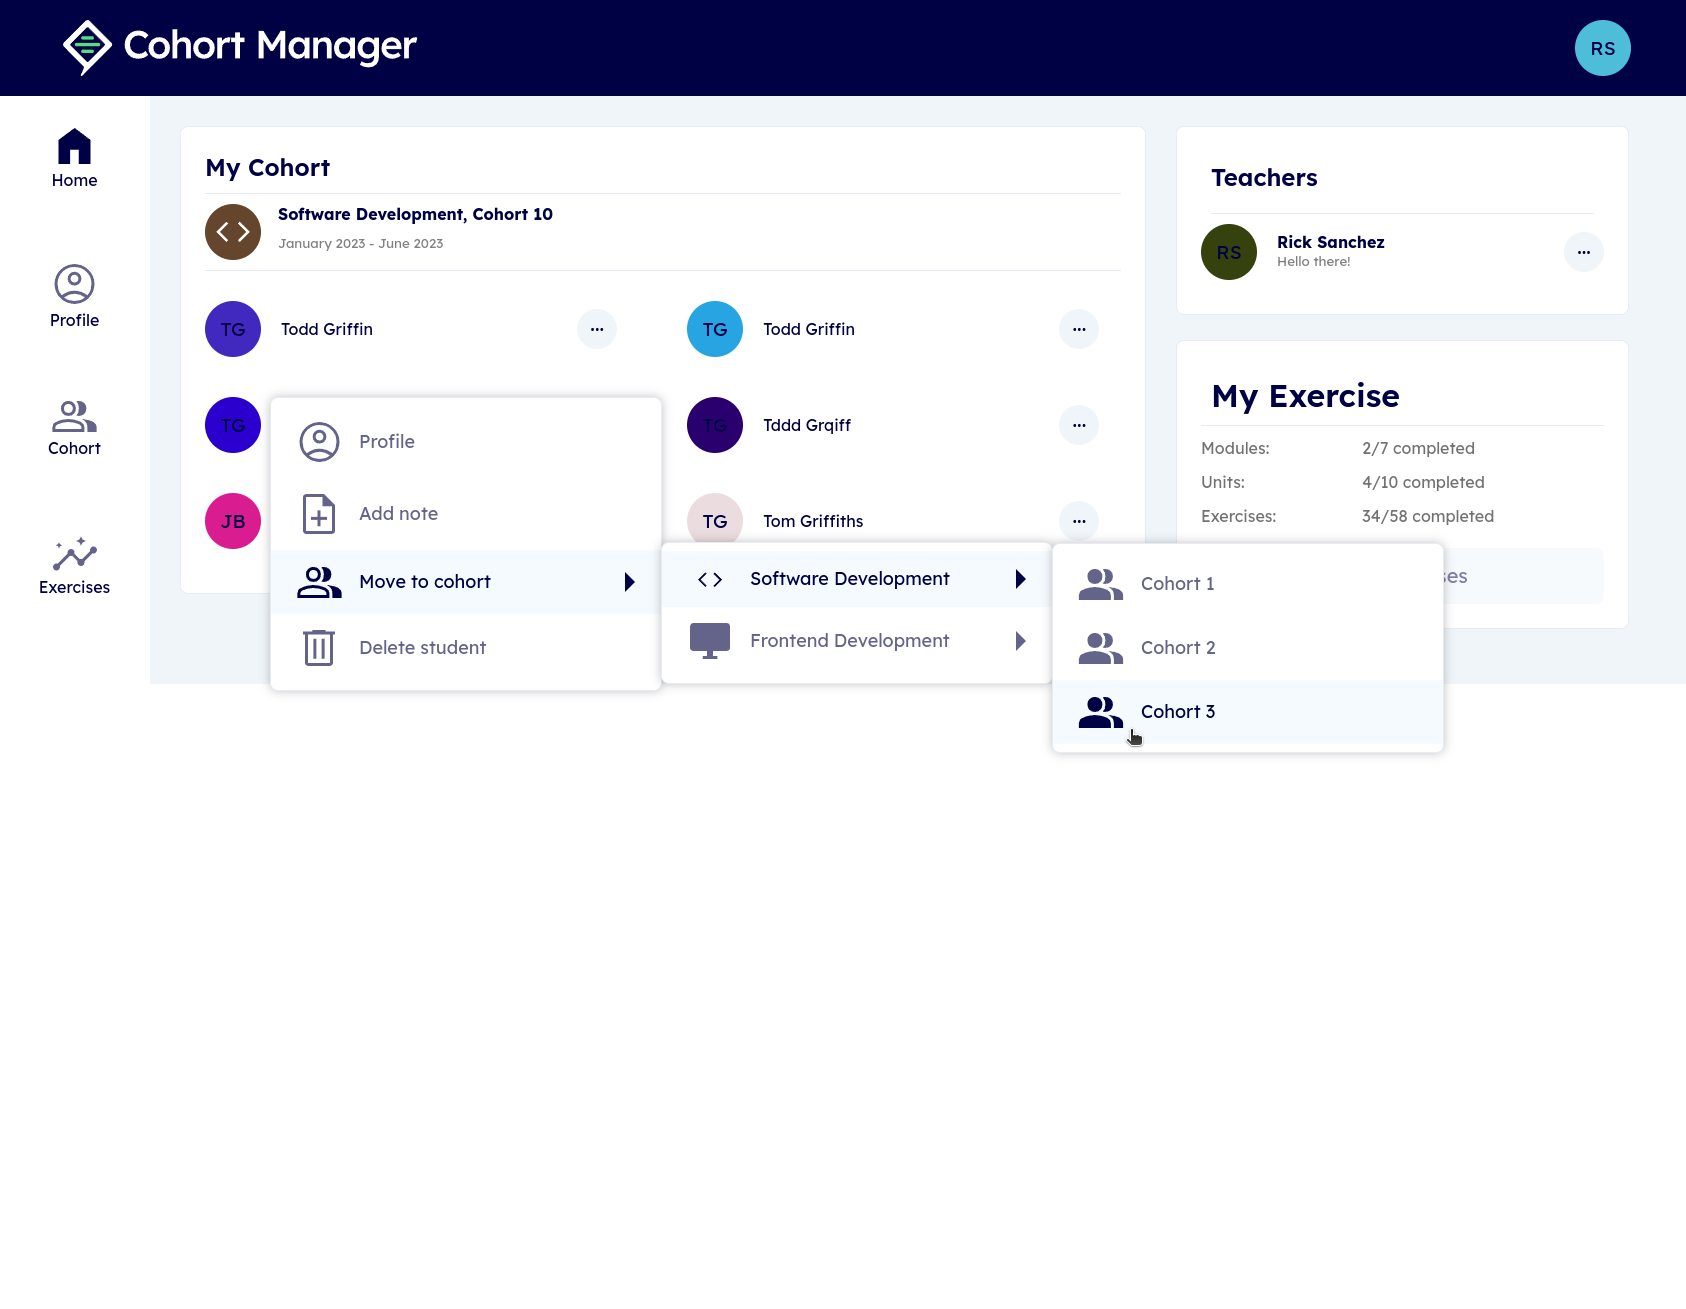 Cohort Manager
RS
Home
Profile
Cohort
Exercises
My Cohort
Software Development, Cohort 10
January 2023 - June 2023
TG Todd Griffin ...
TG Todd Griffin ...
TG
TG Tddd Grqiff ...
JB
TG Tom Griffiths ...
Profile
Add note
Move to cohort
Delete student
Software Development
Frontend Development
Cohort 1
Cohort 2
Cohort 3
Teachers
RS Rick Sanchez ...
Hello there!
My Exercise
Modules: 2/7 completed
Units: 4/10 completed
Exercises: 34/58 completed